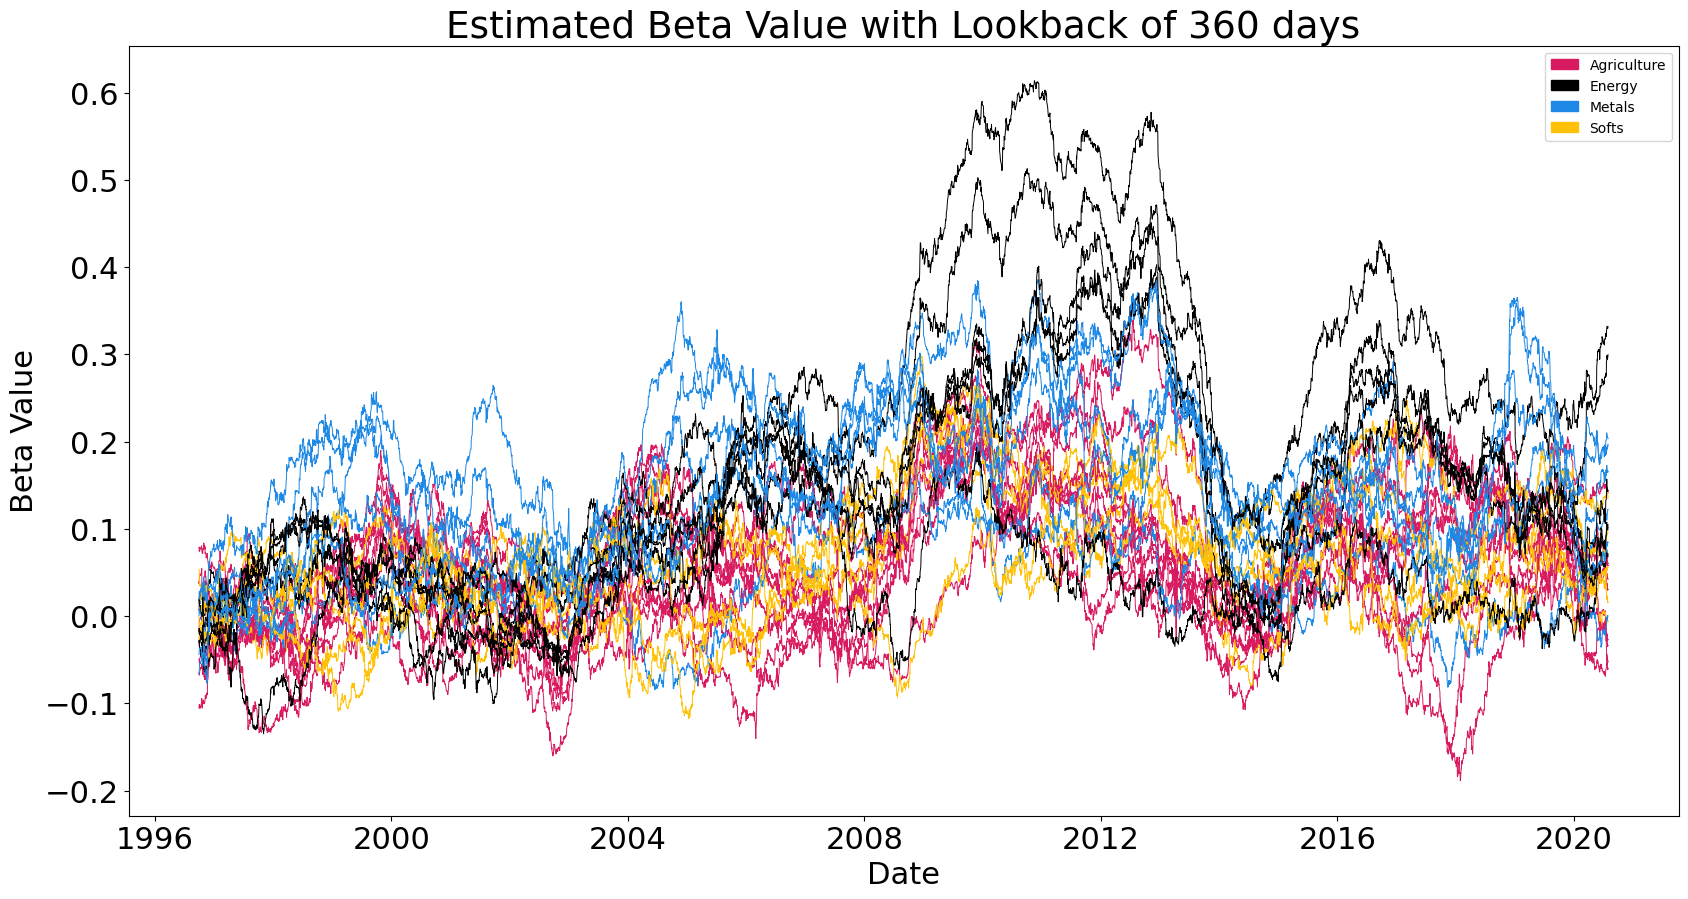 Estimated Beta Value with Lookback of 360 days
Agriculture
Energy
Metals
Softs
Beta Value
0.6
0.5
0.4
0.3
0.2
0.1
0.0
−0.1
−0.2
1996 2000 2004 2008 2012 2016 2020
Date